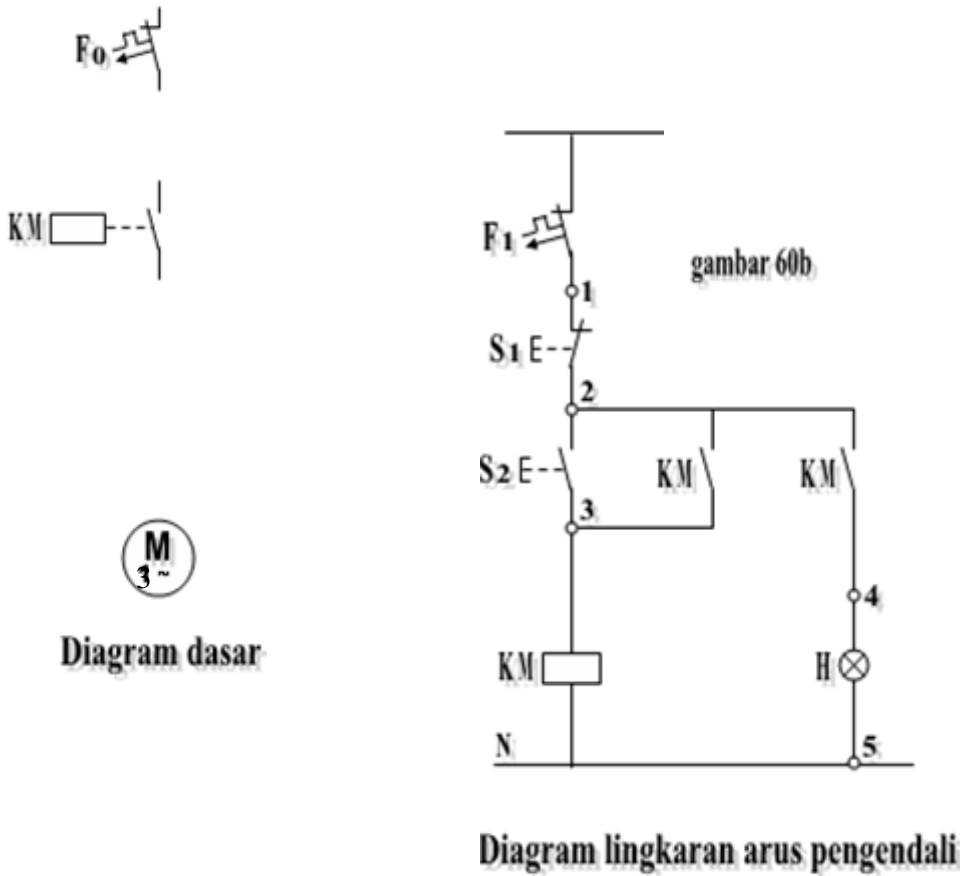 F0
KM
M
3 ~
Diagram dasar
F1
gambar 60b
1
S1
2
S2
KM
KM
3
4
KM
H
N
5
Diagram lingkaran arus pengendali